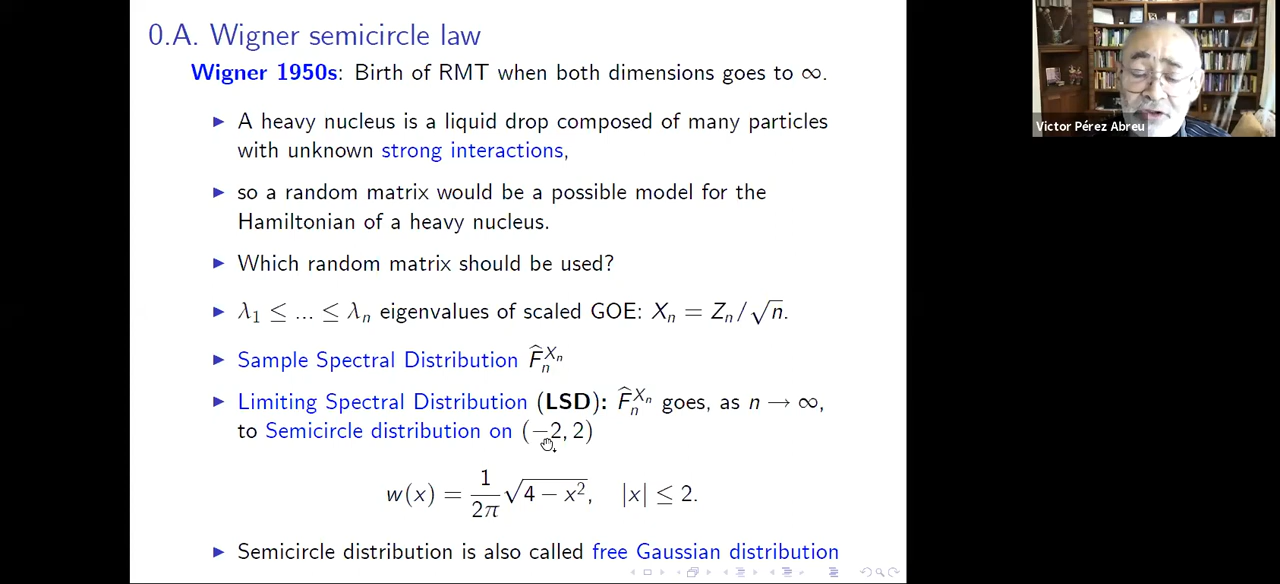 0.A. Wigner semicircle law
Wigner 1950s: Birth of RMT when both dimensions goes to ∞.
▶ A heavy nucleus is a liquid drop composed of many particles
with unknown strong interactions,
▶ so a random matrix would be a possible model for the
Hamiltonian of a heavy nucleus.
▶ Which random matrix should be used?
▶ λ₁ ≤ ... ≤ λₙ eigenvalues of scaled GOE: Xₙ = Zₙ/√n.
▶ Sample Spectral Distribution F̂ₙ^{Xₙ}
▶ Limiting Spectral Distribution (LSD): F̂ₙ^{Xₙ} goes, as n → ∞,
to Semicircle distribution on (−2, 2)
w(x) = 1/(2π) √(4 − x²), |x| ≤ 2.
▶ Semicircle distribution is also called free Gaussian distribution
Victor Pérez Abreu